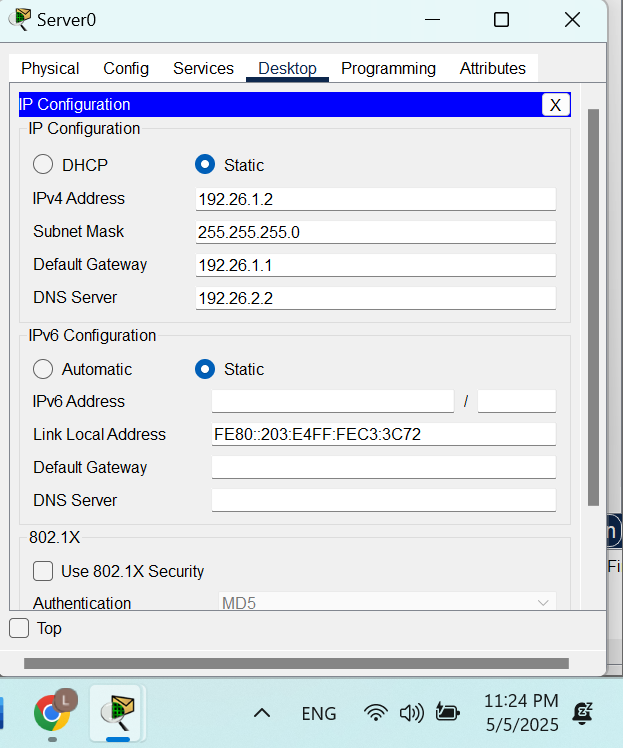 Server0
Physical Config Services Desktop Programming Attributes
IP Configuration X
IP Configuration
DHCP Static
IPv4 Address 192.26.1.2
Subnet Mask 255.255.255.0
Default Gateway 192.26.1.1
DNS Server 192.26.2.2
IPv6 Configuration
Automatic Static
IPv6 Address /
Link Local Address FE80::203:E4FF:FEC3:3C72
Default Gateway
DNS Server
802.1X
n
Fi
Use 802.1X Security
Authentication MD5
Top
L
ENG
11:24 PM
5/5/2025